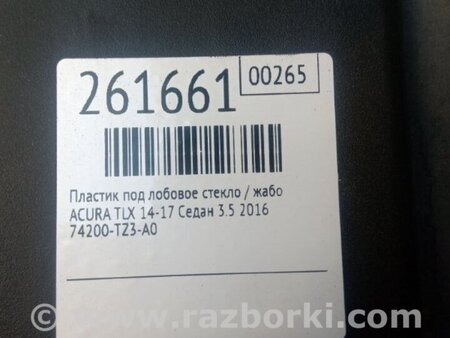 261661
00265
Пластик под лобовое стекло / жабо
ACURA TLX 14-17 Седан 3.5 2016
74200-TZ3-A0
© www.razborki.com